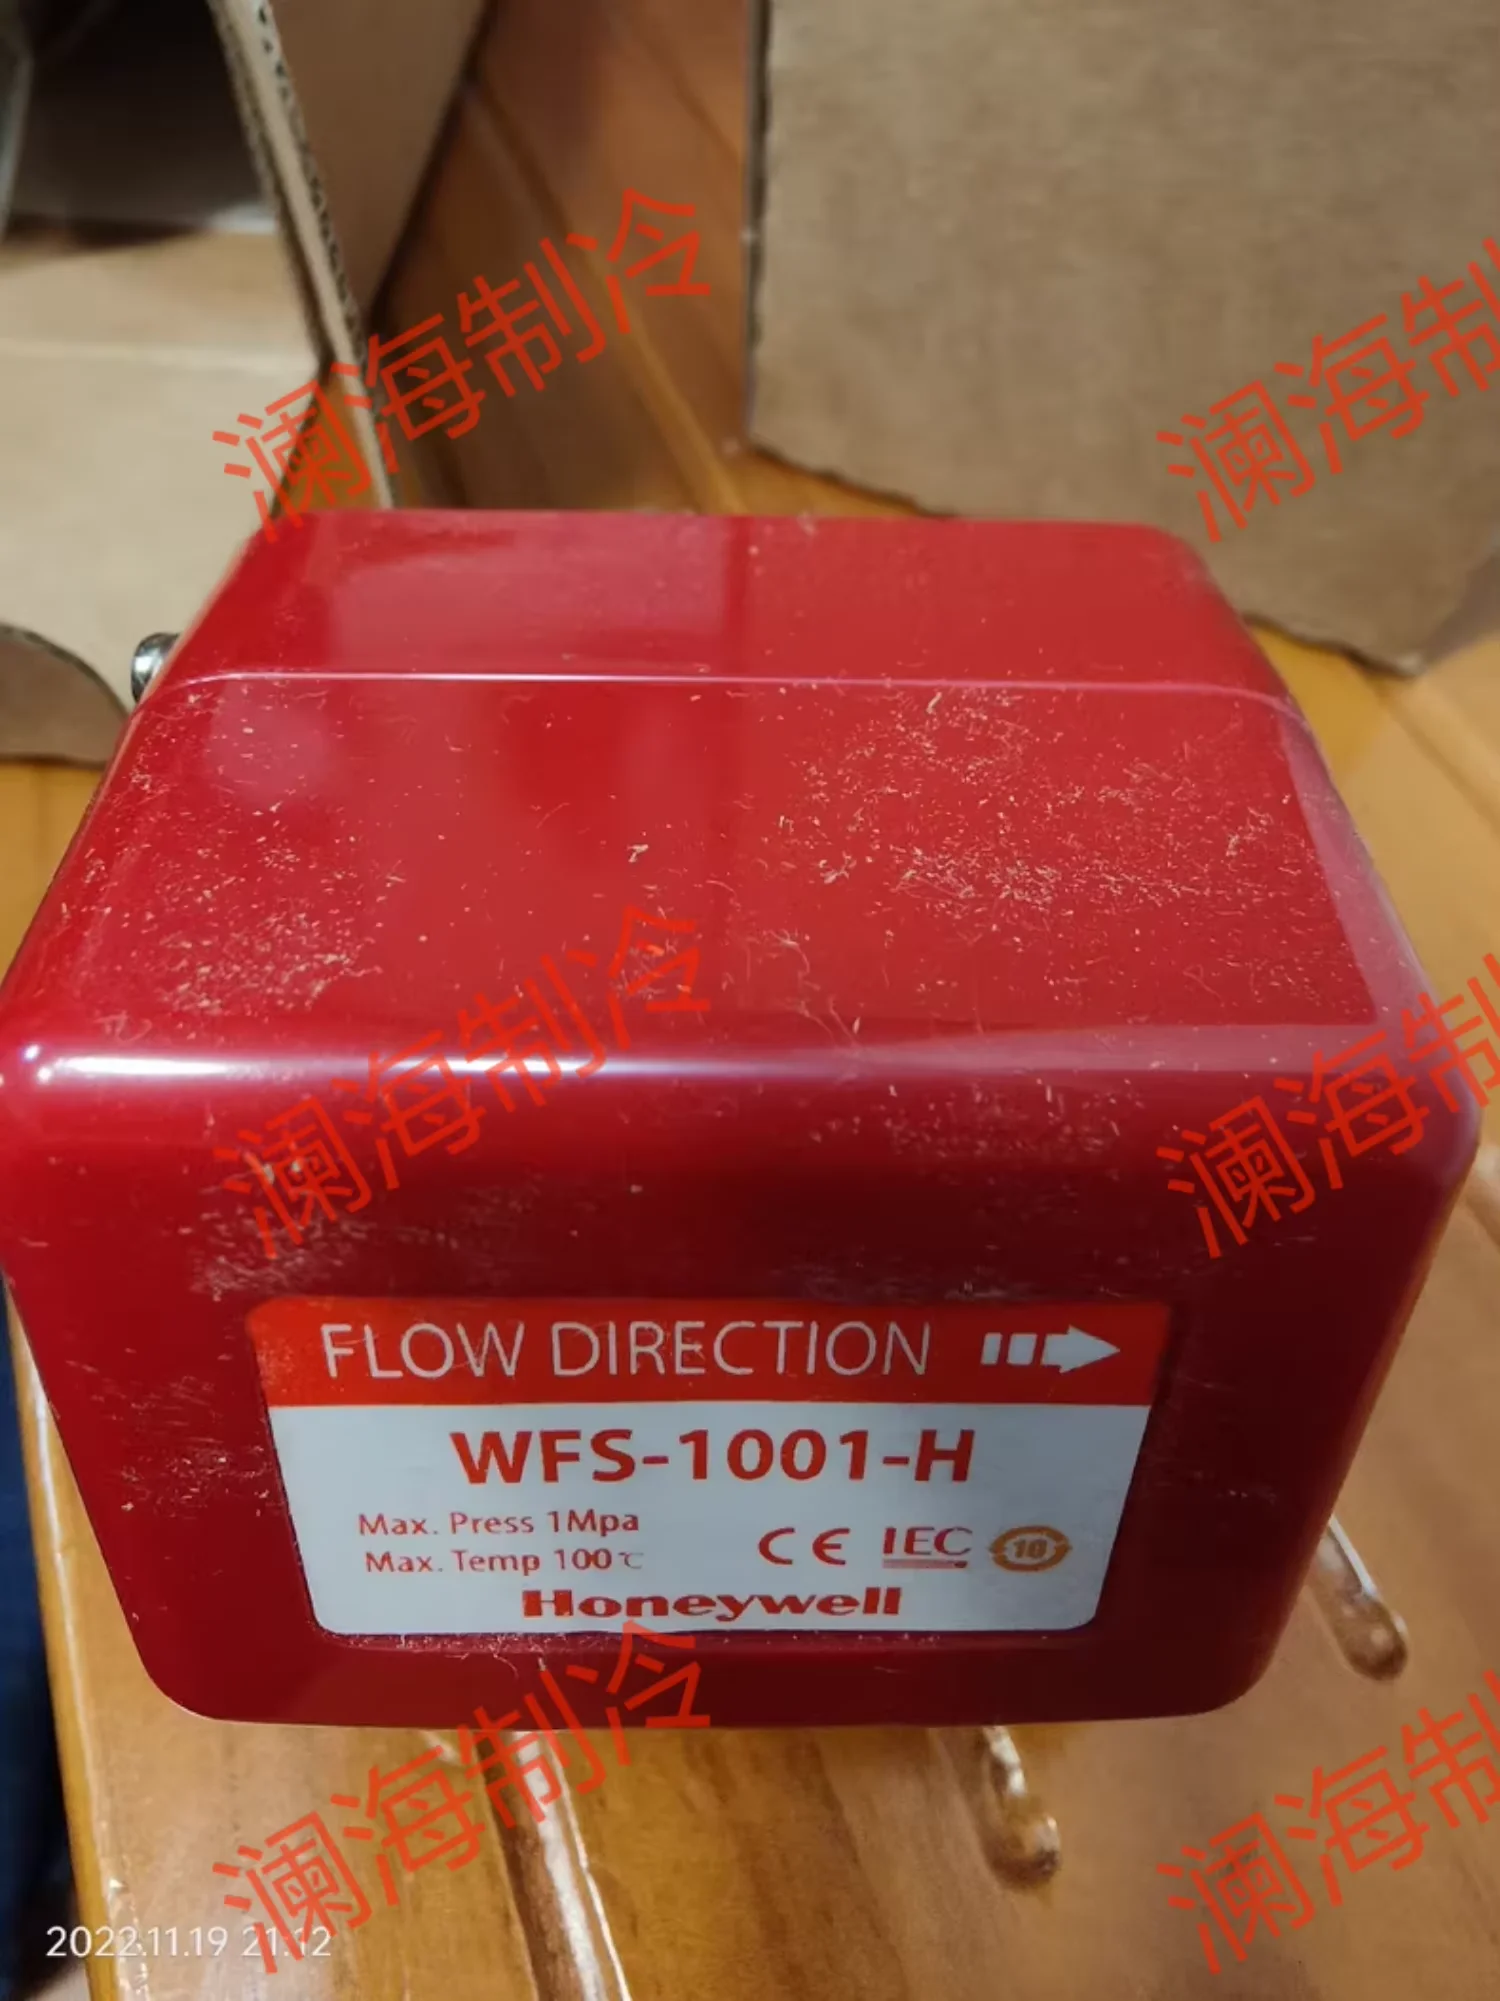 澜海制冷
澜海制
澜海制冷
澜海制
FLOW DIRECTION
WFS-1001-H
Max. Press 1Mpa
Max. Temp 100℃
CE IEC 10
Honeywell
澜海制冷
澜海制
2022.11.19 21:12